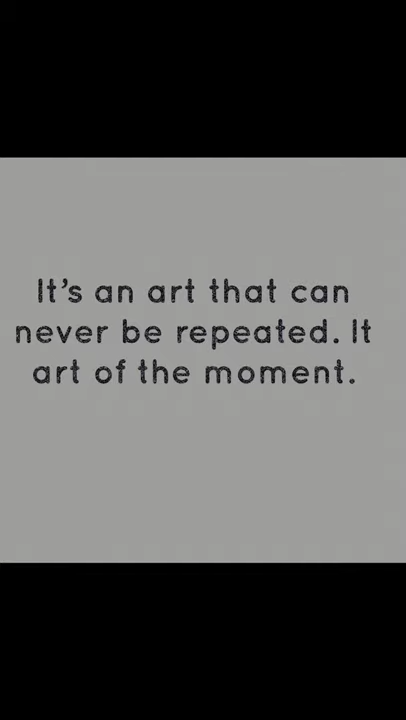 It’s an art that can
never be repeated. It
art of the moment.